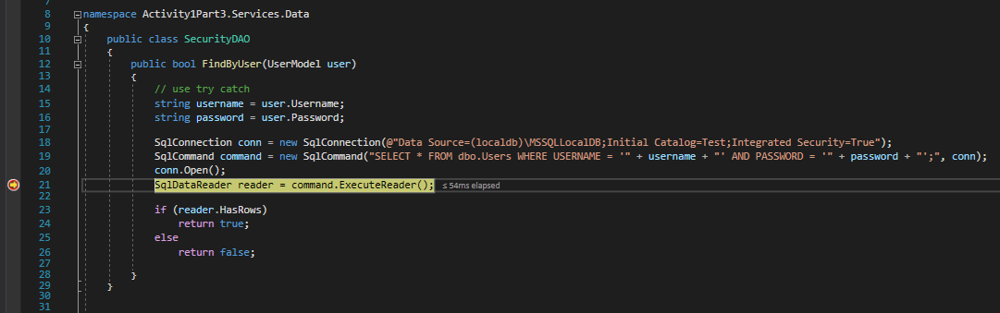 7
8 namespace Activity1Part3.Services.Data
9 {
10 public class SecurityDAO
11 {
12 public bool FindByUser(UserModel user)
13 {
14 // use try catch
15 string username = user.Username;
16 string password = user.Password;
17
18 SqlConnection conn = new SqlConnection(@"Data Source=(localdb)\MSSQLLocalDB;Initial Catalog=Test;Integrated Security=True");
19 SqlCommand command = new SqlCommand("SELECT * FROM dbo.Users WHERE USERNAME = '" + username + "' AND PASSWORD = '" + password + "';", conn);
20 conn.Open();
21 SqlDataReader reader = command.ExecuteReader(); ≤ 54ms elapsed
22
23 if (reader.HasRows)
24 return true;
25 else
26 return false;
27
28 }
29 }
30
31